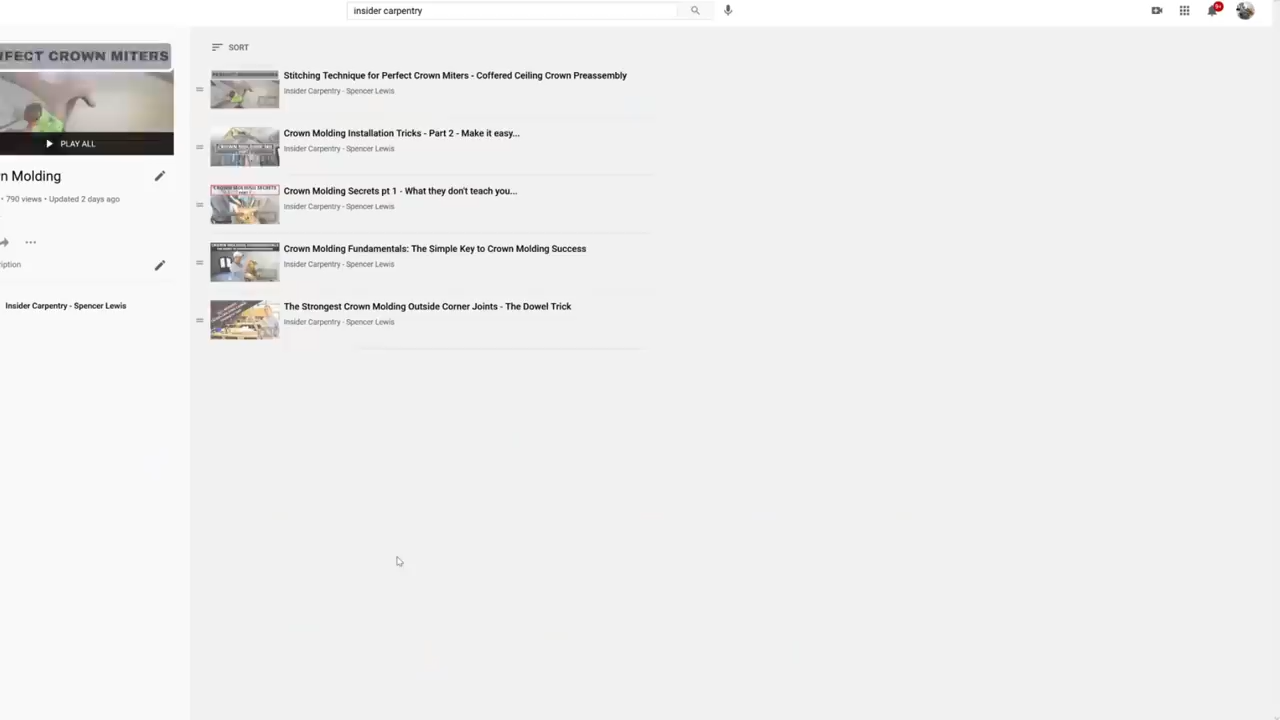 insider carpentry
9+
RFECT CROWN MITERS
PLAY ALL
n Molding
• 790 views • Updated 2 days ago
ription
Insider Carpentry - Spencer Lewis
SORT
Stitching Technique for Perfect Crown Miters - Coffered Ceiling Crown Preassembly
Insider Carpentry - Spencer Lewis
Crown Molding Installation Tricks - Part 2 - Make it easy...
Insider Carpentry - Spencer Lewis
Crown Molding Secrets pt 1 - What they don't teach you...
Insider Carpentry - Spencer Lewis
Crown Molding Fundamentals: The Simple Key to Crown Molding Success
Insider Carpentry - Spencer Lewis
The Strongest Crown Molding Outside Corner Joints - The Dowel Trick
Insider Carpentry - Spencer Lewis